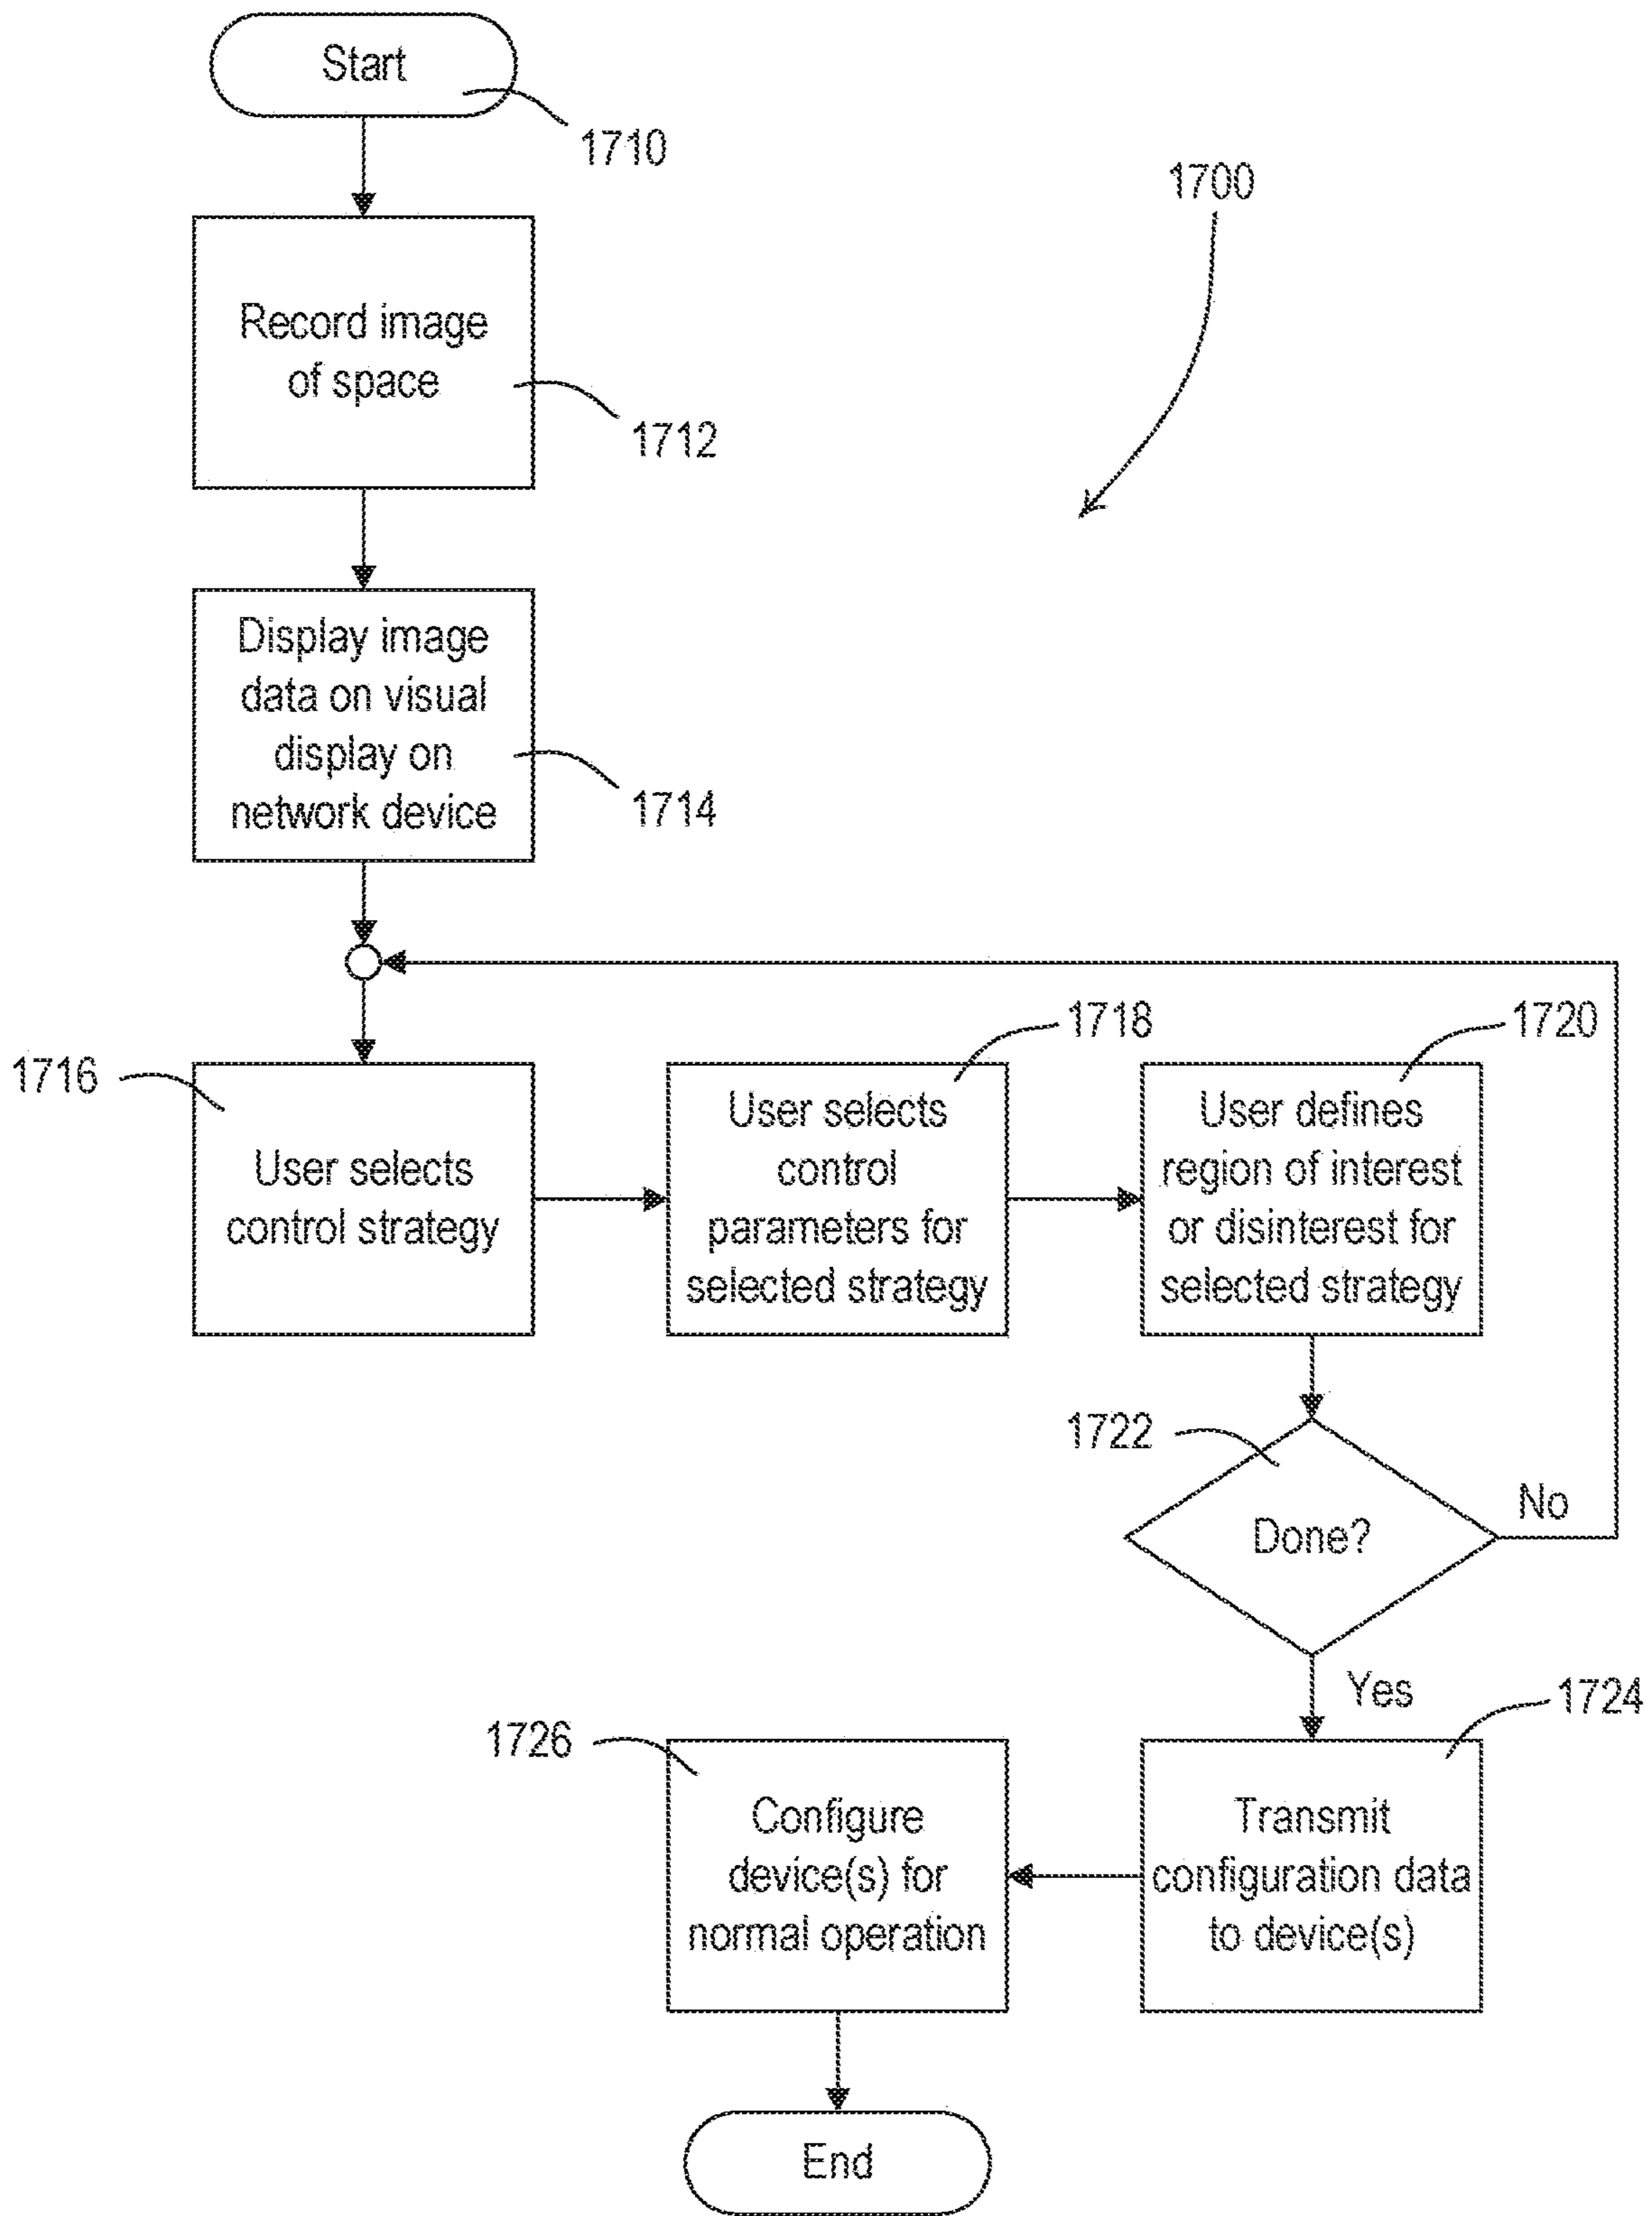 Start
1710
1700
Record image
of space
1712
Display image
data on visual
display on
network device
1714
1716
User selects
control strategy
1718
User selects
control
parameters for
selected strategy
1720
User defines
region of interest
or disinterest for
selected strategy
1722
Done?
No
Yes
1724
Transmit
configuration data
to device(s)
1726
Configure
device(s) for
normal operation
End